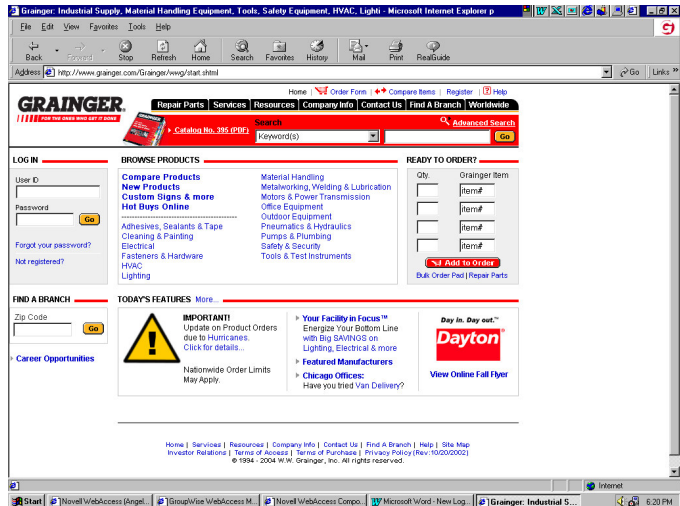 Grainger: Industrial Supply, Material Handling Equipment, Tools, Safety Equipment, HVAC, Lighti - Microsoft Internet Explorer p
File Edit View Favorites Tools Help
Back Forward Stop Refresh Home Search Favorites History Mail Print RealGuide
Address http://www.grainger.com/Grainger/wwg/start.shtml Go Links »
Home | Order Form | Compare Items | Register | Help
GRAINGER.
FOR THE ONES WHO GET IT DONE
Repair Parts Services Resources Company Info Contact Us Find A Branch Worldwide
Catalog No. 395 (PDF)
Search
Advanced Search
Keyword(s)
Go
LOG IN
User ID
Password
Go
Forgot your password?
Not registered?
BROWSE PRODUCTS
Compare Products
New Products
Custom Signs & more
Hot Buys Online
Adhesives, Sealants & Tape
Cleaning & Painting
Electrical
Fasteners & Hardware
HVAC
Lighting
Material Handling
Metalworking, Welding & Lubrication
Motors & Power Transmission
Office Equipment
Outdoor Equipment
Pneumatics & Hydraulics
Pumps & Plumbing
Safety & Security
Tools & Test Instruments
READY TO ORDER?
Qty. Grainger Item
item#
item#
item#
item#
Add to Order
Bulk Order Pad | Repair Parts
FIND A BRANCH
Zip Code
Go
Career Opportunities
TODAY'S FEATURES More...
IMPORTANT!
Update on Product Orders
due to Hurricanes.
Click for details...
Nationwide Order Limits
May Apply.
Your Facility in Focus™
Energize Your Bottom Line
with Big SAVINGS on
Lighting, Electrical & more
Featured Manufacturers
Chicago Offices:
Have you tried Van Delivery?
Day in. Day out.™
Dayton
View Online Fall Flyer
Home | Services | Resources | Company Info | Contact Us | Find A Branch | Help | Site Map
Investor Relations | Terms of Access | Terms of Purchase | Privacy Policy (Rev:10/20/2002)
© 1994 - 2004 W.W. Grainger, Inc. All rights reserved.
Internet
Start Novell WebAccess (Angel... GroupWise WebAccess M... Novell WebAccess Compo... Microsoft Word - New Log... Grainger: Industrial S... 6:20 PM